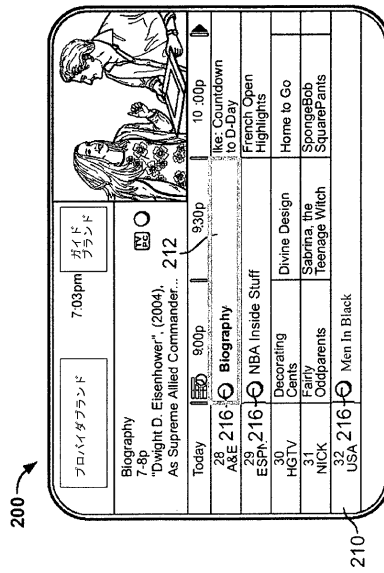 200
プロバイダブランド
7:03pm
ガイド
ブランド
Biography
7-8p
"Dwight D. Eisenhower", (2004),
As Supreme Allied Commander...
TV
PG
212
Today
9:00p
9:30p
10:00p
28
A&E
216
Biography
Ike: Countdown
to D-Day
29
ESPN
216
NBA Inside Stuff
French Open
Highlights
30
HGTV
Decorating
Cents
Divine Design
Home to Go
31
NICK
Fairly
Oddparents
Sabrina, the
Teenage Witch
SpongeBob
SquarePants
32
USA
216
Men In Black
210